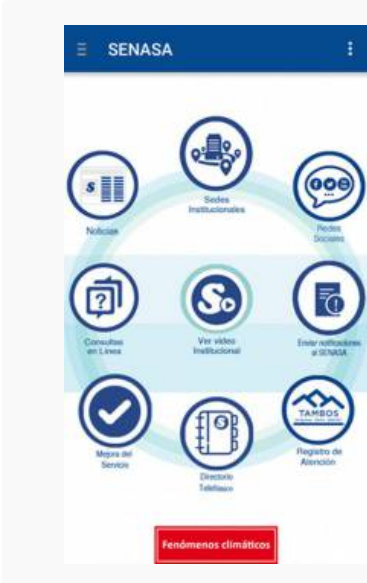 SENASA
Sedes
Institucionales
Noticias
Redes
Sociales
Consultas
en Línea
Ver video
Institucional
Enviar notificaciones
al SENASA
TAMBOS
Mejora del
Servicio
Directorio
Telefónico
Registro de
Atención
Fenómenos climáticos